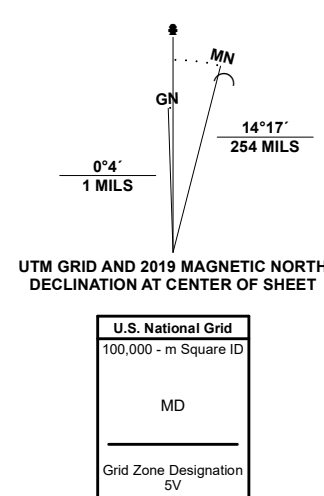 MN
GN
14°17´
254 MILS
0°4´
1 MILS
UTM GRID AND 2019 MAGNETIC NORTH
DECLINATION AT CENTER OF SHEET
U.S. National Grid
100,000 - m Square ID
MD
Grid Zone Designation
5V